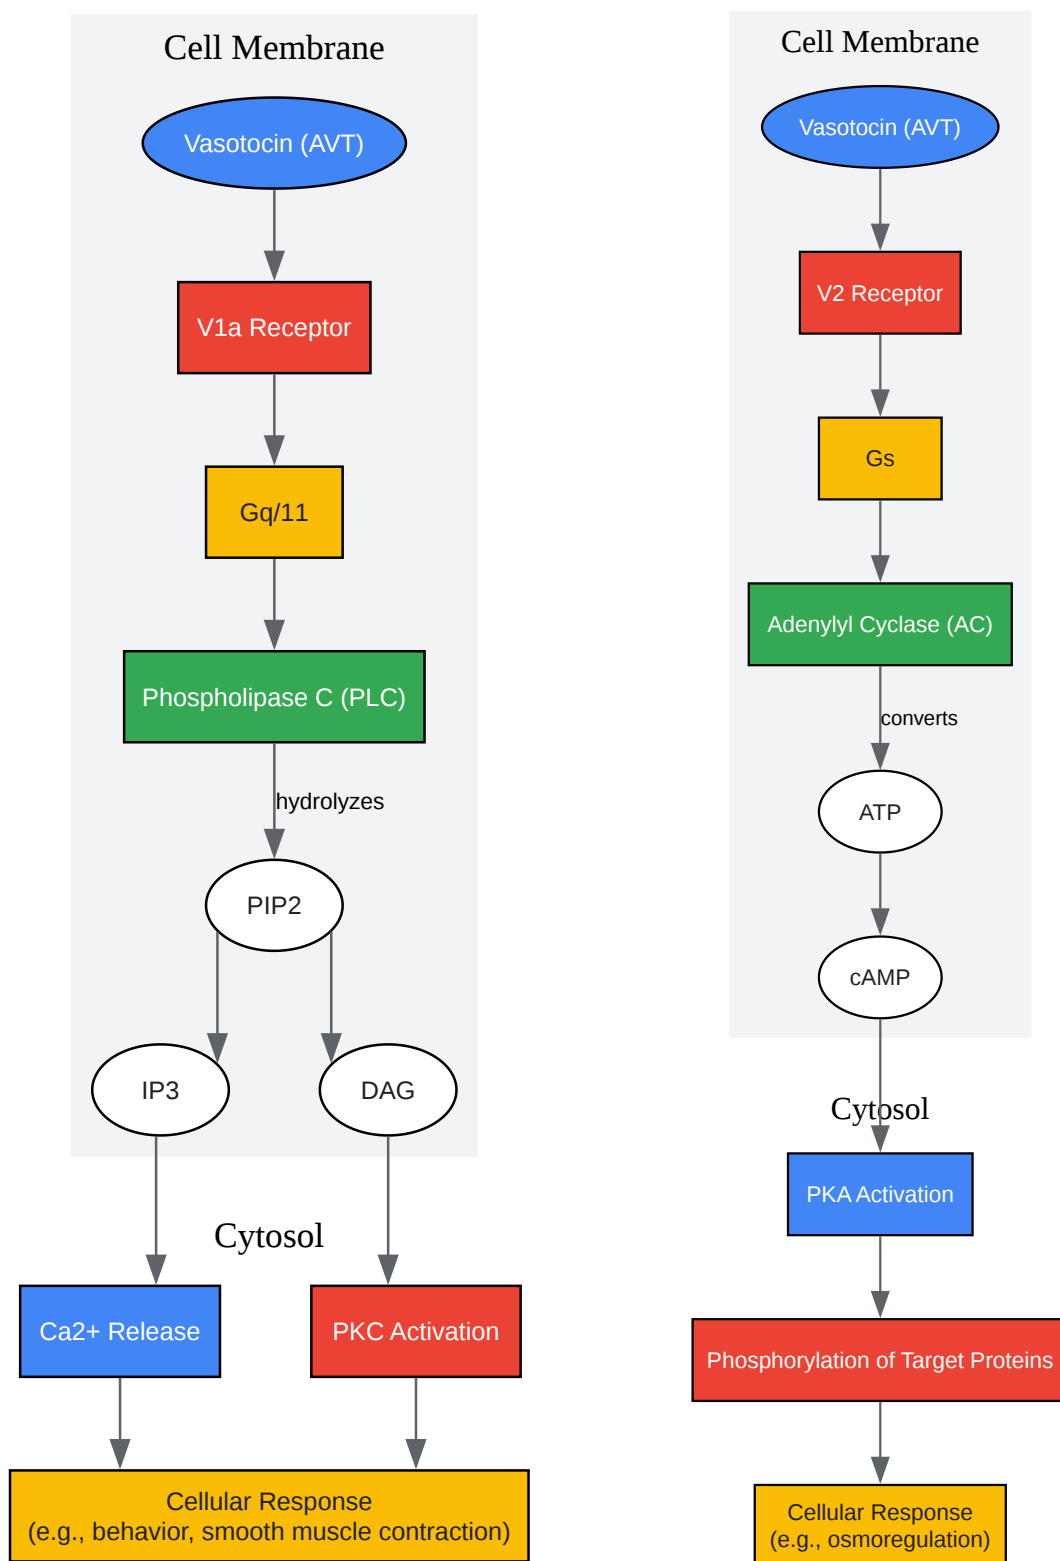 Cell Membrane
Vasotocin (AVT)
V1a Receptor
Gq/11
Phospholipase C (PLC)
hydrolyzes
PIP2
IP3
DAG
Cytosol
Ca2+ Release
PKC Activation
Cellular Response
(e.g., behavior, smooth muscle contraction)
Cell Membrane
Vasotocin (AVT)
V2 Receptor
Gs
Adenylyl Cyclase (AC)
converts
ATP
cAMP
Cytosol
PKA Activation
Phosphorylation of Target Proteins
Cellular Response
(e.g., osmoregulation)